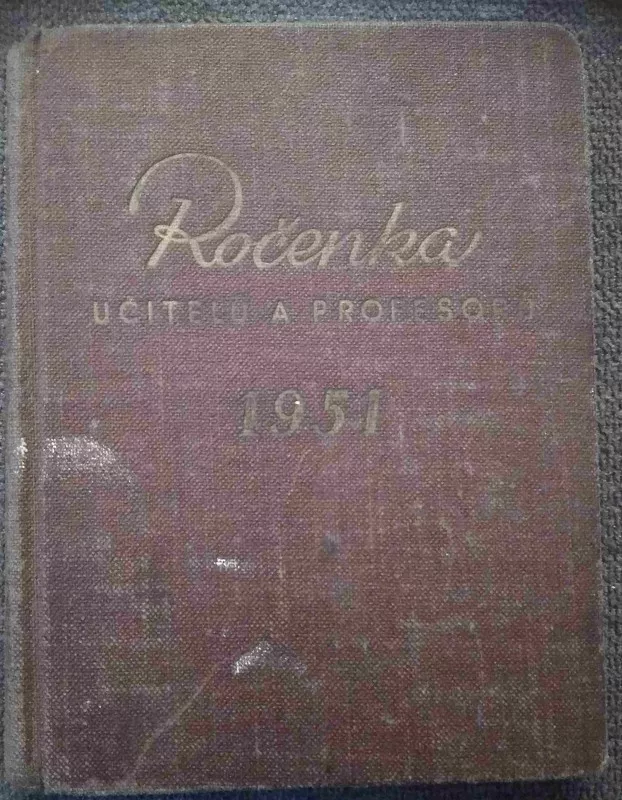 Ročenka
UČITELŮ A PROFESORŮ
1951